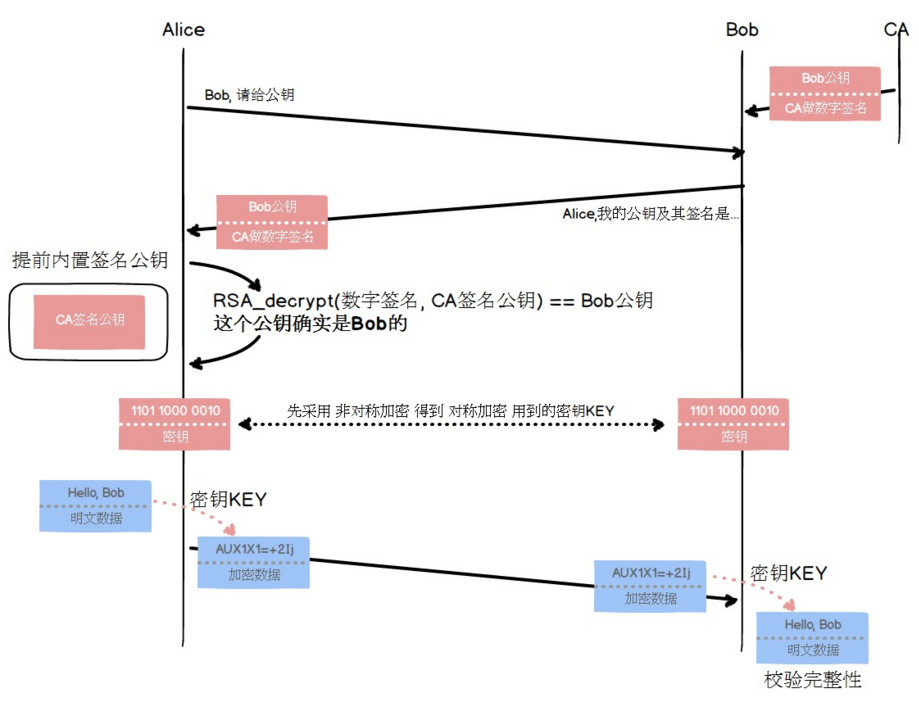 Alice
Bob
CA
Bob公钥
CA做数字签名
Bob, 请给公钥
Bob公钥
CA做数字签名
Alice,我的公钥及其签名是...
提前内置签名公钥
CA签名公钥
RSA_decrypt(数字签名, CA签名公钥) == Bob公钥
这个公钥确实是Bob的
1101 1000 0010
密钥
先采用 非对称加密 得到 对称加密 用到的密钥KEY
1101 1000 0010
密钥
Hello, Bob
明文数据
密钥KEY
AUX1X1=+2Ij
加密数据
AUX1X1=+2Ij
加密数据
密钥KEY
Hello, Bob
明文数据
校验完整性